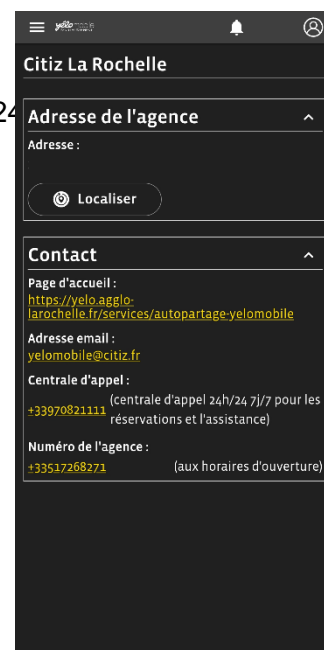 yélomobile
Citiz La Rochelle
24
Adresse de l'agence
Adresse :
Localiser
Contact
Page d'accueil :
https://yelo.agglo-
larochelle.fr/services/autopartage-yelomobile
Adresse email :
yelomobile@citiz.fr
Centrale d'appel :
+33970821111 (centrale d'appel 24h/24 7j/7 pour les
réservations et l'assistance)
Numéro de l'agence :
+33517268271 (aux horaires d'ouverture)